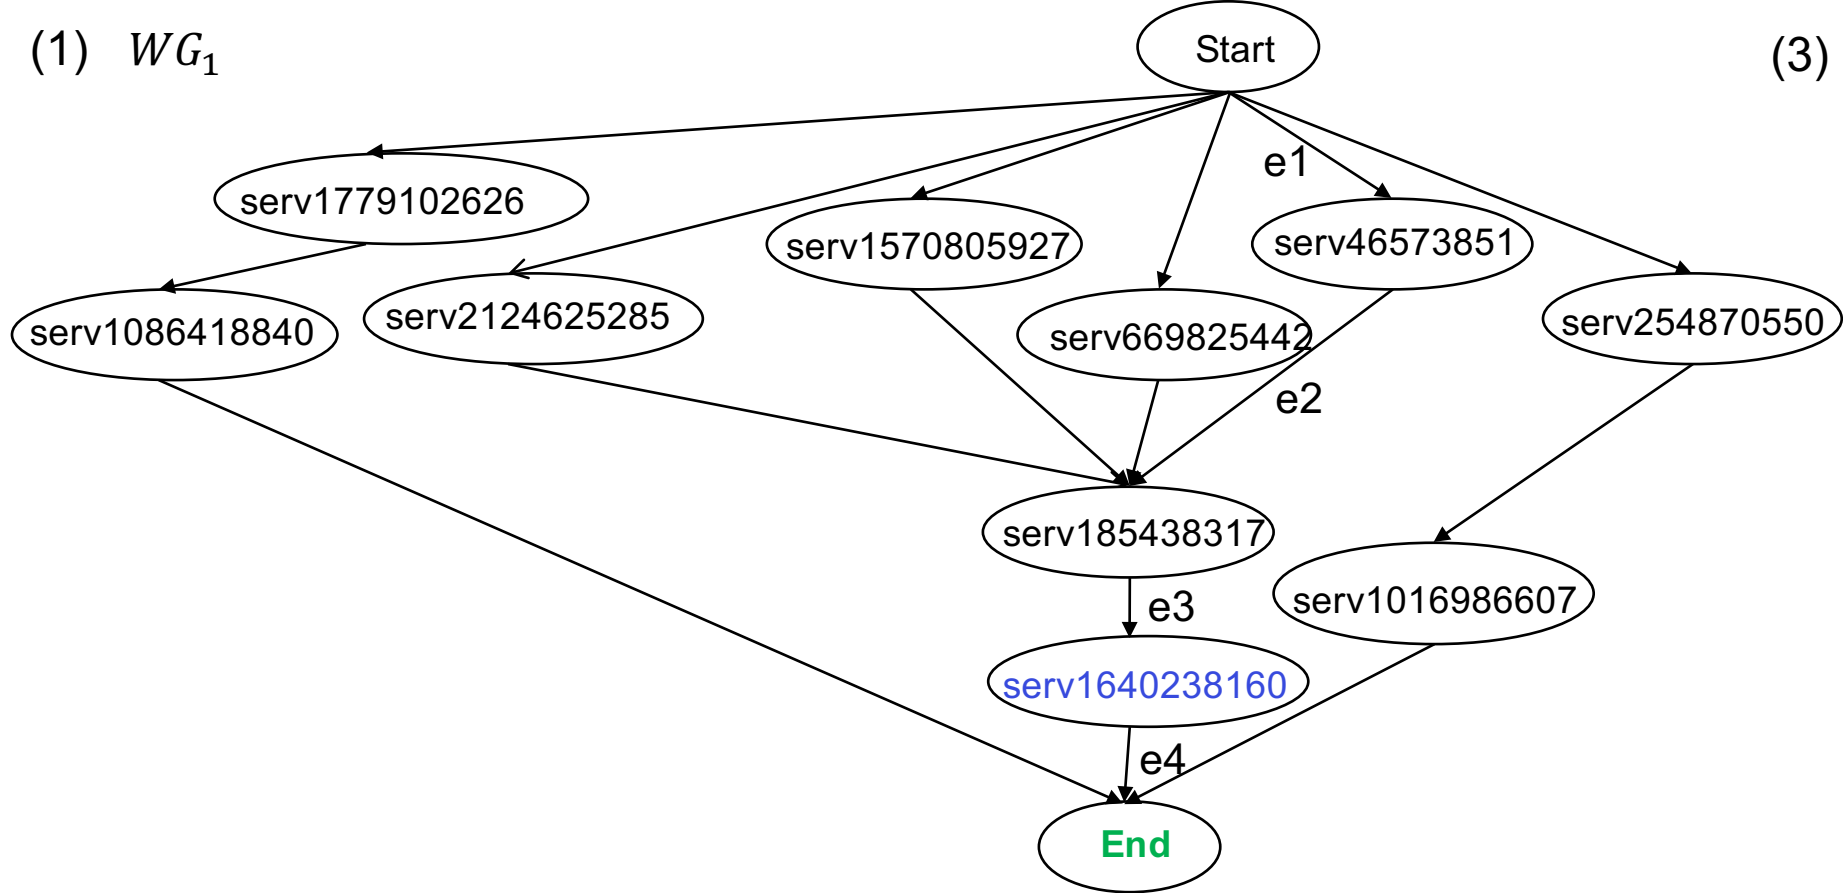 (1) WG₁
Start
(3)
e1
serv1779102626
serv1570805927
serv46573851
serv1086418840
serv2124625285
serv669825442
serv254870550
e2
serv185438317
serv1016986607
e3
serv1640238160
e4
End